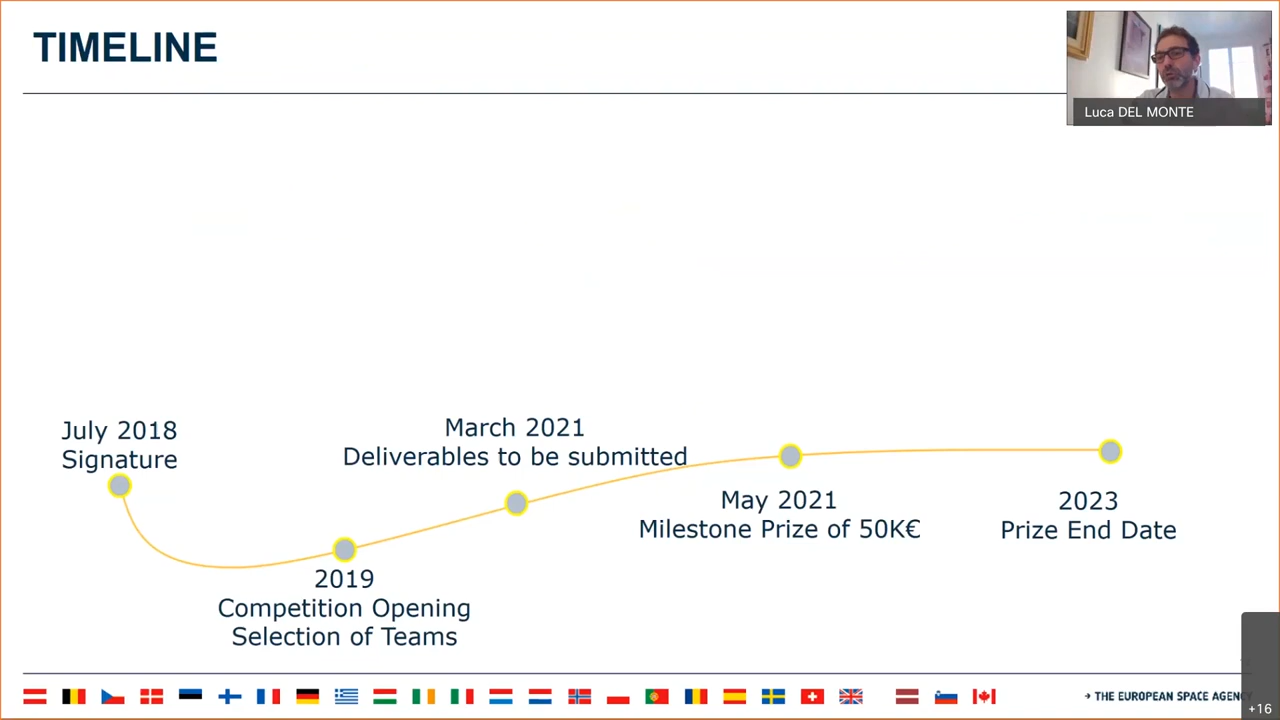 TIMELINE
Luca DEL MONTE
July 2018
Signature
2019
Competition Opening
Selection of Teams
March 2021
Deliverables to be submitted
May 2021
Milestone Prize of 50K€
2023
Prize End Date
→ THE EUROPEAN SPACE AGENCY
+16